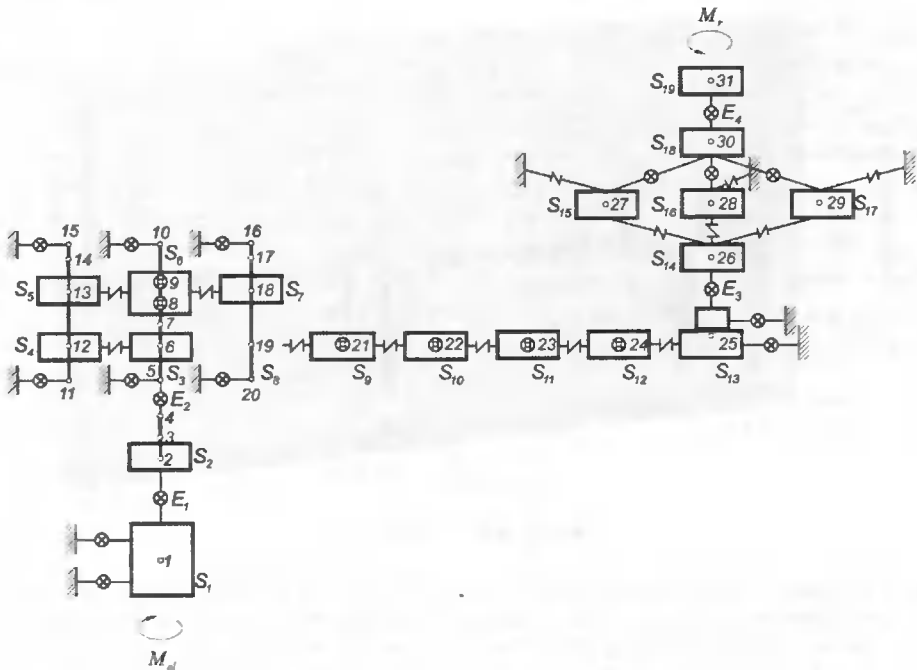 M_r
S_19 31
E_4
S_18 30
S_15 27
S_16 28
29 S_17
S_14 26
E_3
15 10 16
14 S_6 17
9
S_5 13 18 S_7
8
7
S_4 12 6 19 21 22 23 24 25
5 S_3 S_8 S_9 S_10 S_11 S_12 S_13
11 20
E_2
4
3
2 S_2
E_1
1
S_1
M_el